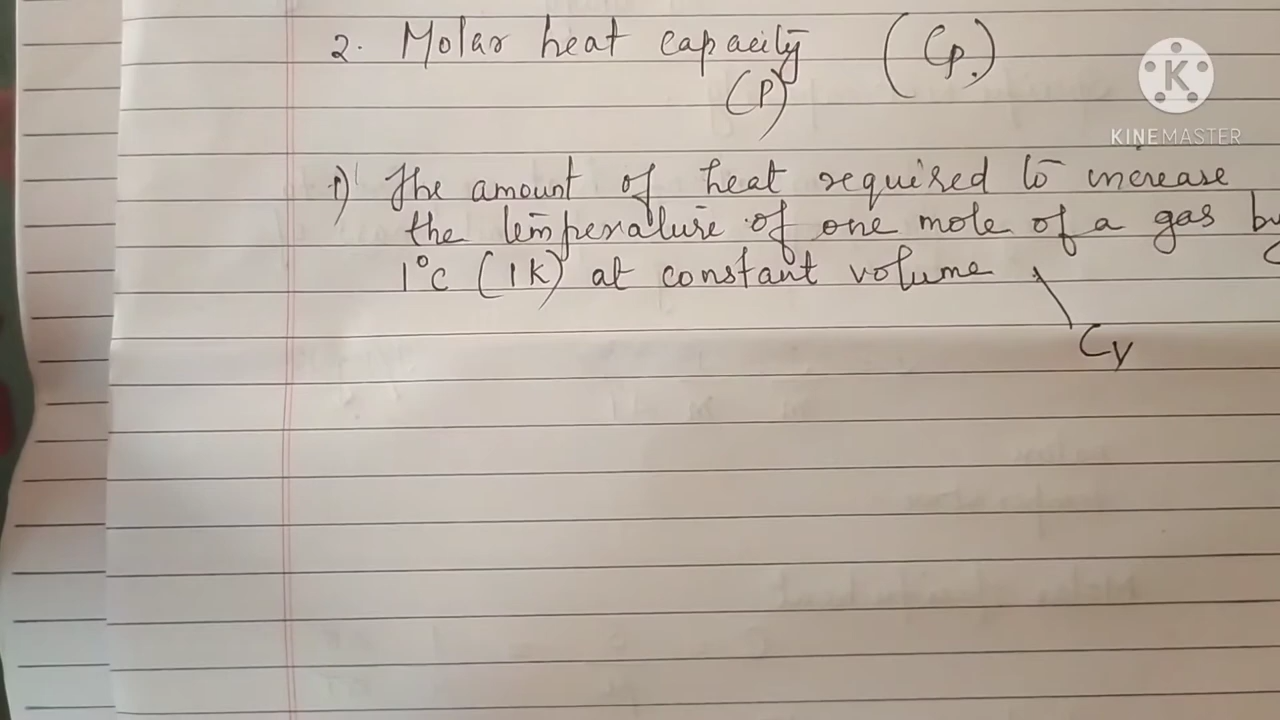 2. Molar heat capacity (Cp.)
(P)
K
KINEMASTER
1) The amount of heat required to increase
the temperature of one mole of a gas by
1°C (1K) at constant volume
Cv